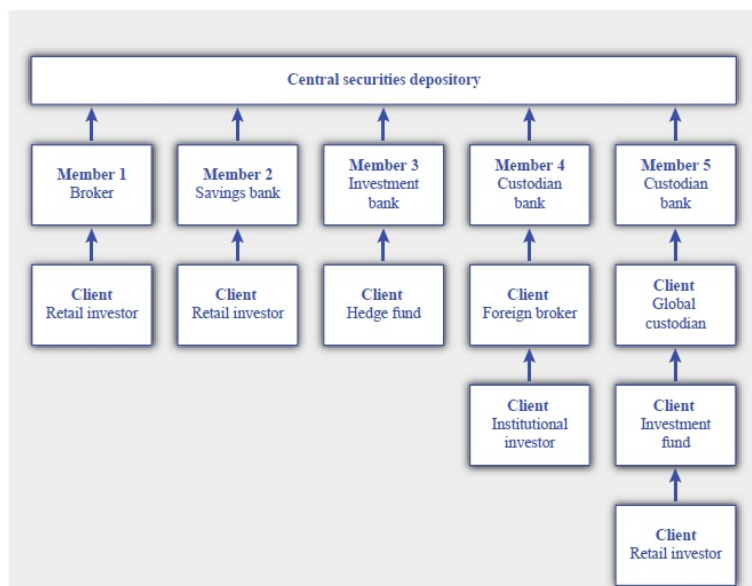 Central securities depository
Member 1
Broker
Member 2
Savings bank
Member 3
Investment
bank
Member 4
Custodian
bank
Member 5
Custodian
bank
Client
Retail investor
Client
Retail investor
Client
Hedge fund
Client
Foreign broker
Client
Global
custodian
Client
Institutional
investor
Client
Investment
fund
Client
Retail investor